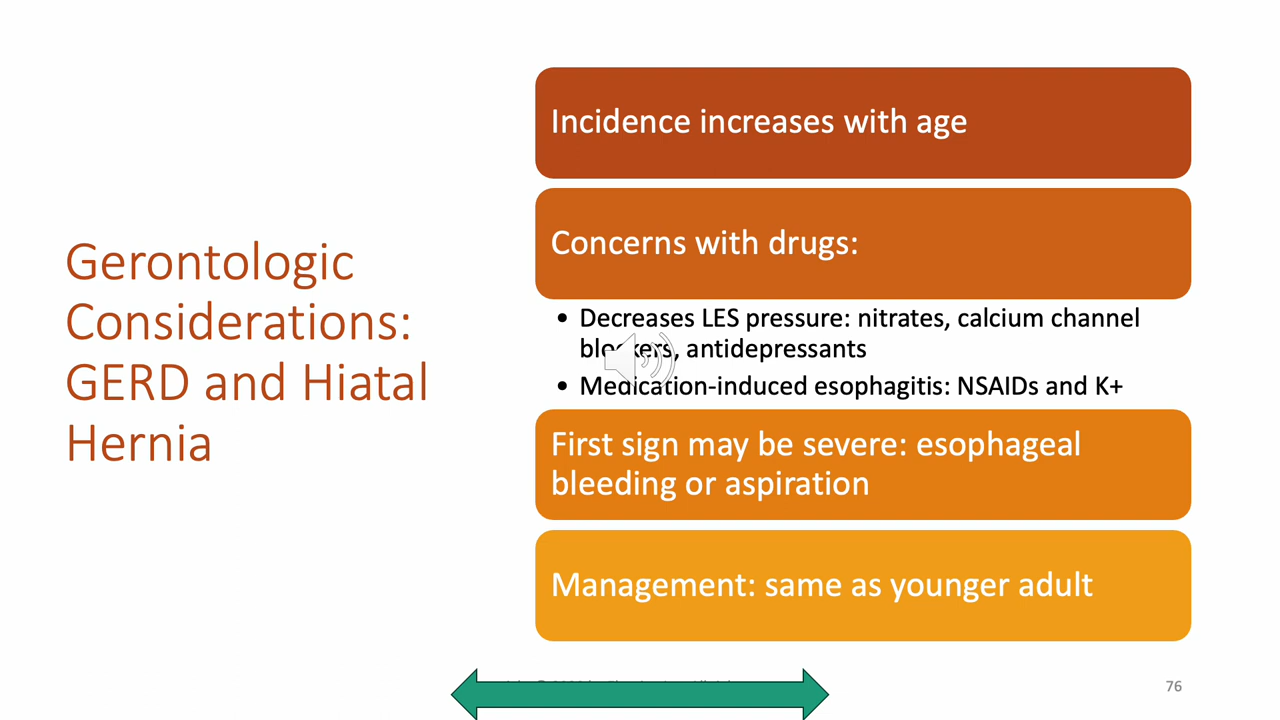 Gerontologic
Considerations:
GERD and Hiatal
Hernia
Incidence increases with age
Concerns with drugs:
• Decreases LES pressure: nitrates, calcium channel
blockers, antidepressants
• Medication-induced esophagitis: NSAIDs and K+
First sign may be severe: esophageal
bleeding or aspiration
Management: same as younger adult
76